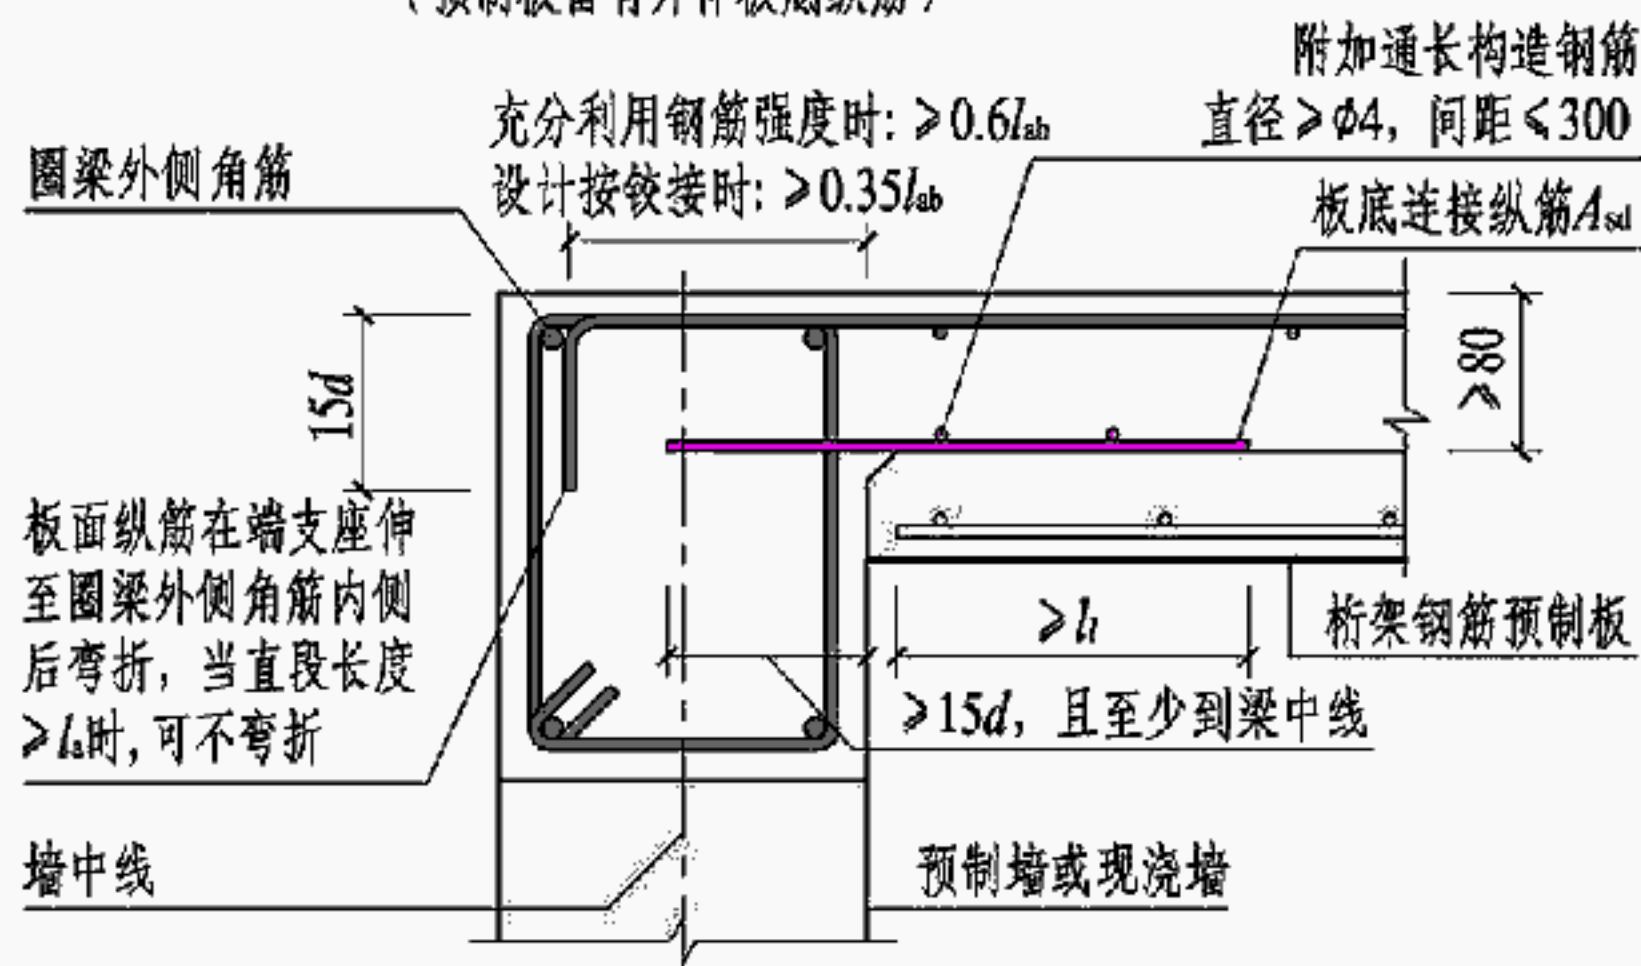 附加通长构造钢筋
直径≥ϕ4，间距≤300
充分利用钢筋强度时：≥0.6lab
设计按铰接时：≥0.35lab
圈梁外侧角筋
板底连接纵筋Asd
15d
≥80
板面纵筋在端支座伸
至圈梁外侧角筋内侧
后弯折，当直段长度
≥la时，可不弯折
≥ll
桁架钢筋预制板
≥15d，且至少到梁中线
墙中线
预制墙或现浇墙